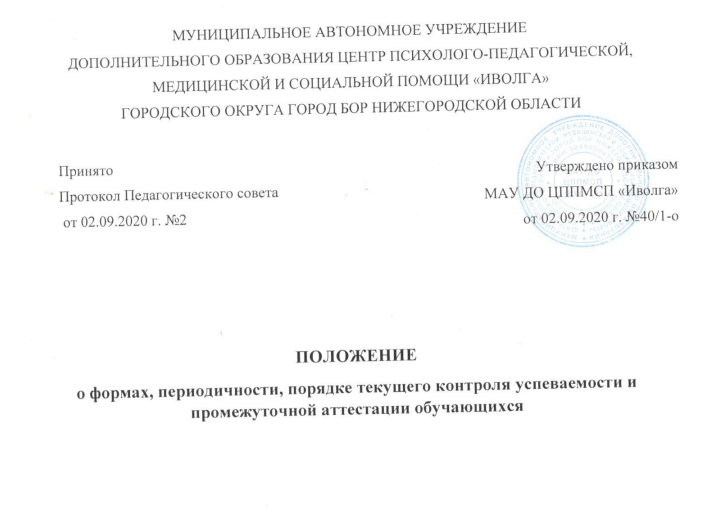 МУНИЦИПАЛЬНОЕ АВТОНОМНОЕ УЧРЕЖДЕНИЕ
ДОПОЛНИТЕЛЬНОГО ОБРАЗОВАНИЯ ЦЕНТР ПСИХОЛОГО-ПЕДАГОГИЧЕСКОЙ,
МЕДИЦИНСКОЙ И СОЦИАЛЬНОЙ ПОМОЩИ «ИВОЛГА»
ГОРОДСКОГО ОКРУГА ГОРОД БОР НИЖЕГОРОДСКОЙ ОБЛАСТИ
Принято
Протокол Педагогического совета
от 02.09.2020 г. №2
Утверждено приказом
МАУ ДО ЦППМСП «Иволга»
от 02.09.2020 г. №40/1-о
ПОЛОЖЕНИЕ
о формах, периодичности, порядке текущего контроля успеваемости и
промежуточной аттестации обучающихся